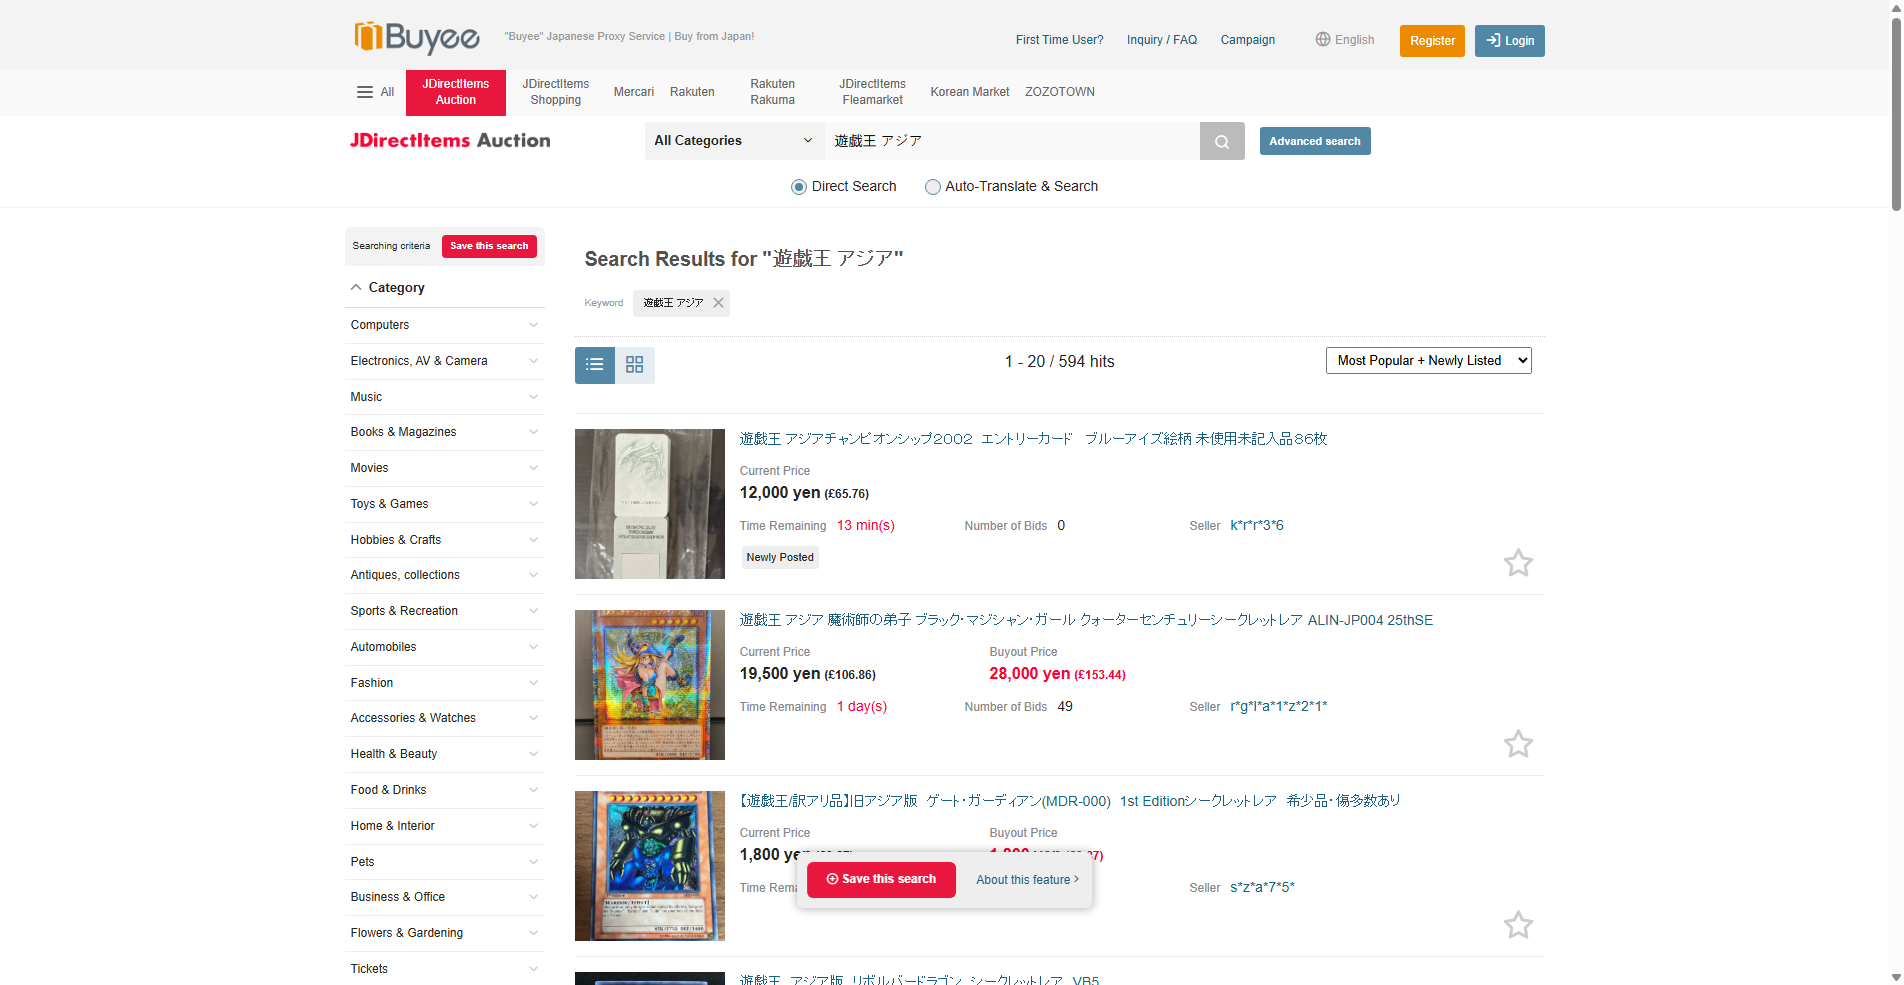 Buyee
"Buyee" Japanese Proxy Service | Buy from Japan!
First Time User?
Inquiry / FAQ
Campaign
English
Register
Login
All
JDirectItems Auction
JDirectItems Shopping
Mercari
Rakuten
Rakuten Rakuma
JDirectItems Fleamarket
Korean Market
ZOZOTOWN
JDirectItems Auction
All Categories
遊戯王 アジア
Advanced search
Direct Search
Auto-Translate & Search
Searching criteria
Save this search
Category
Computers
Electronics, AV & Camera
Music
Books & Magazines
Movies
Toys & Games
Hobbies & Crafts
Antiques, collections
Sports & Recreation
Automobiles
Fashion
Accessories & Watches
Health & Beauty
Food & Drinks
Home & Interior
Pets
Business & Office
Flowers & Gardening
Tickets
Search Results for "遊戯王 アジア"
Keyword
遊戯王 アジア
1 - 20 / 594 hits
Most Popular + Newly Listed
遊戯王 アジアチャンピオンシップ2002　エントリーカード　ブルーアイズ絵柄 未使用未記入品86枚
Current Price
12,000 yen (£65.76)
Time Remaining 13 min(s)
Number of Bids 0
Seller k*r*r*3*6
Newly Posted
遊戯王 アジア 魔術師の弟子 ブラック・マジシャン・ガール クォーターセンチュリーシークレットレア ALIN-JP004 25thSE
Current Price
19,500 yen (£106.86)
Buyout Price
28,000 yen (£153.44)
Time Remaining 1 day(s)
Number of Bids 49
Seller r*g*l*a*1*z*2*1*
【遊戯王/訳アリ品】旧アジア版　ゲート・ガーディアン(MDR-000)　1st Editionシークレットレア　希少品・傷多数あり
Current Price
1,800
Buyout Price
Seller s*z*a*7*5*
Save this search
About this feature
遊戯王　アジア版　リボルバードラゴン　シークレットレア　VB5